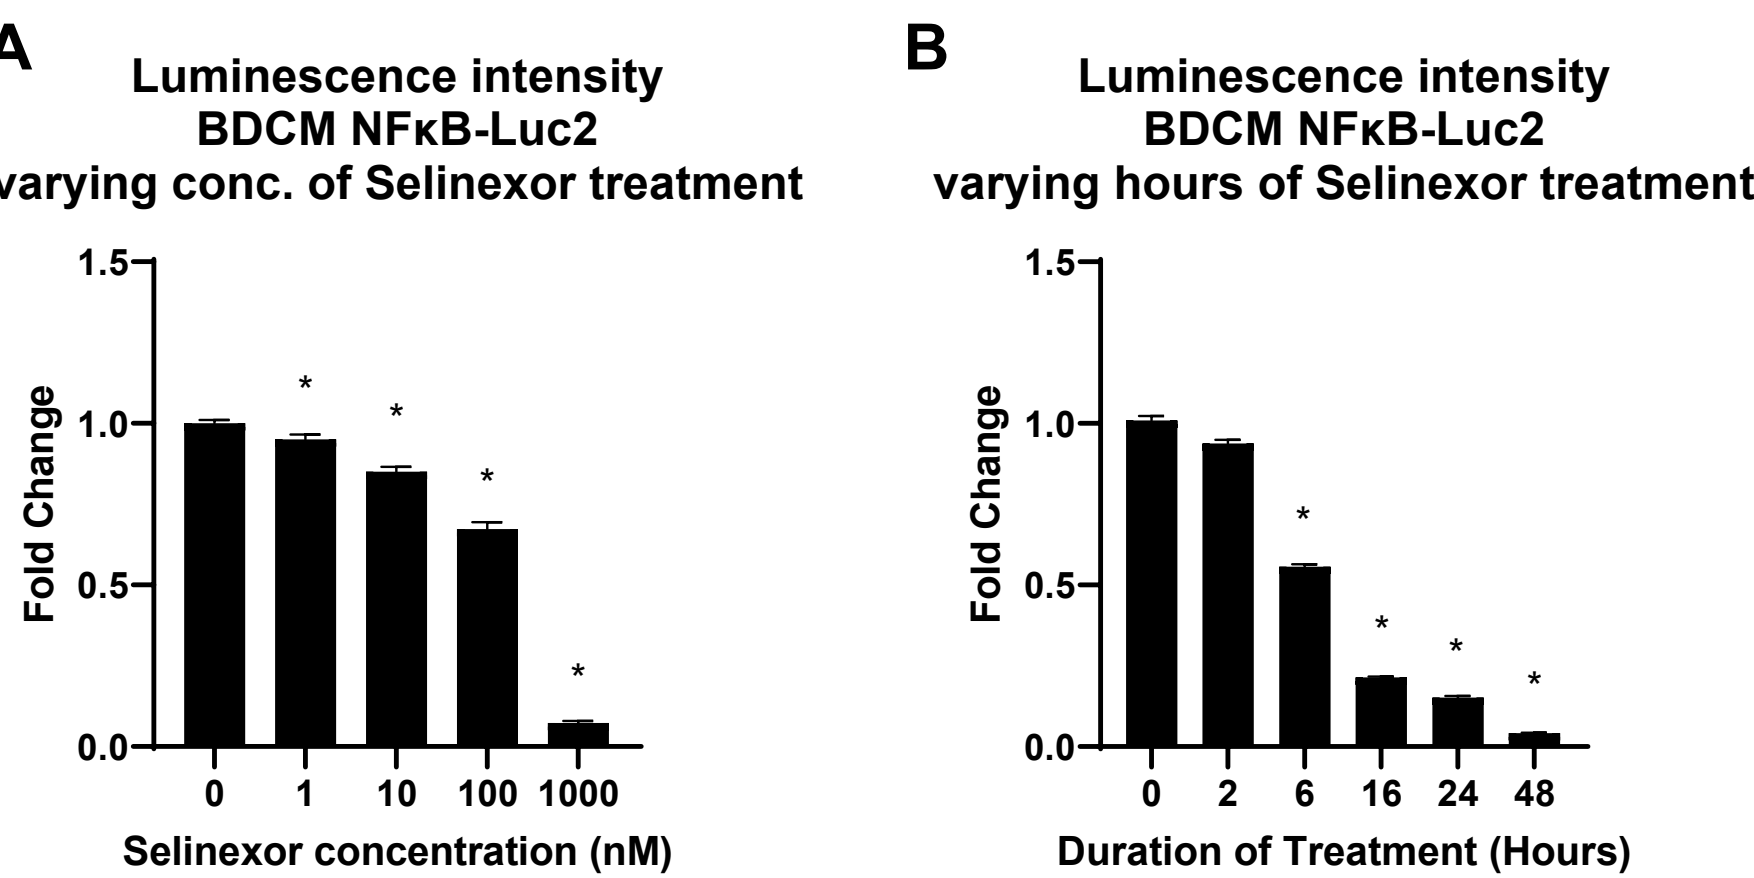 A
Luminescence intensity
BDCM NFκB-Luc2
varying conc. of Selinexor treatment
1.5
1.0
0.5
0.0
Fold Change
*
*
*
*
0 1 10 100 1000
Selinexor concentration (nM)
B
Luminescence intensity
BDCM NFκB-Luc2
varying hours of Selinexor treatment
1.5
1.0
0.5
0.0
Fold Change
*
*
*
*
0 2 6 16 24 48
Duration of Treatment (Hours)